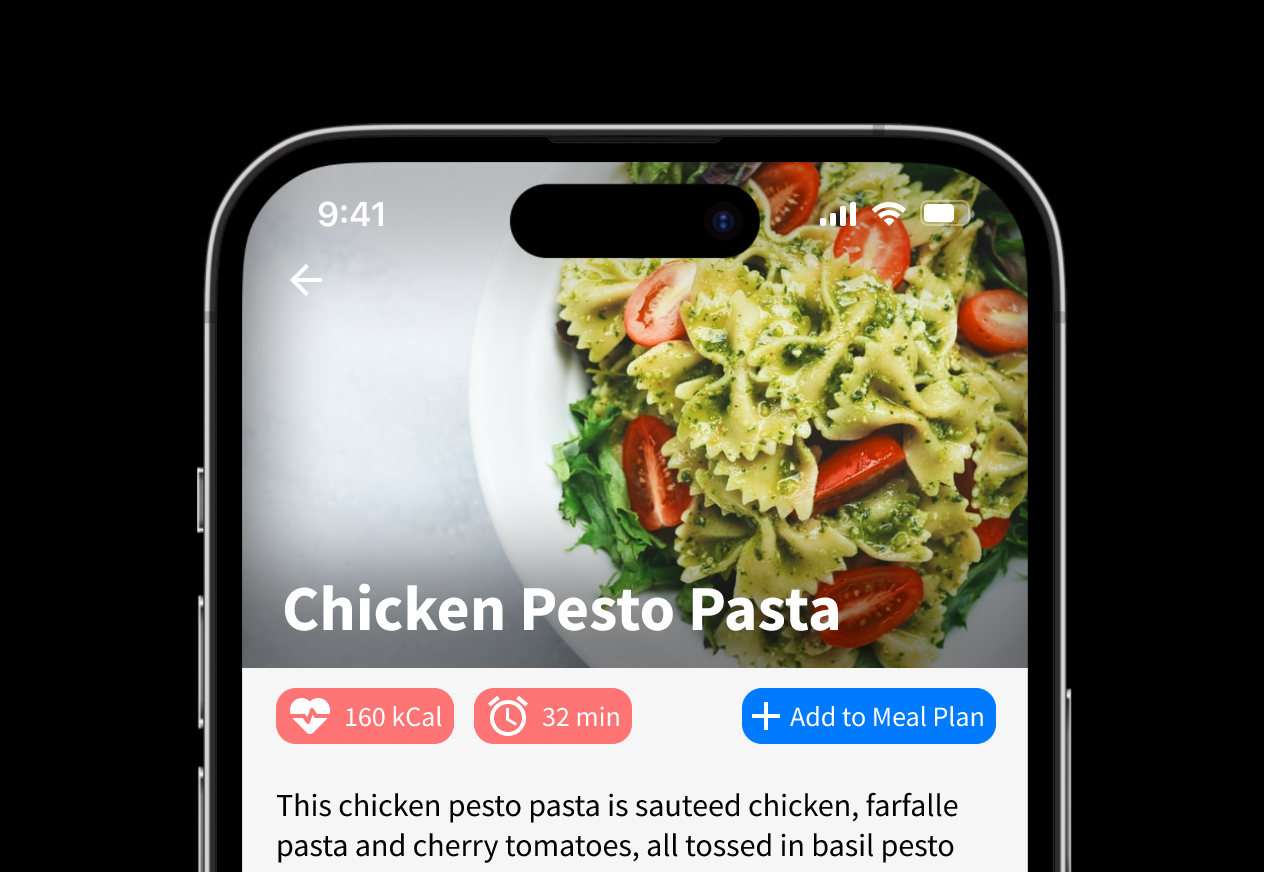 9:41
Chicken Pesto Pasta
160 kCal
32 min
Add to Meal Plan
This chicken pesto pasta is sauteed chicken, farfalle
pasta and cherry tomatoes, all tossed in basil pesto